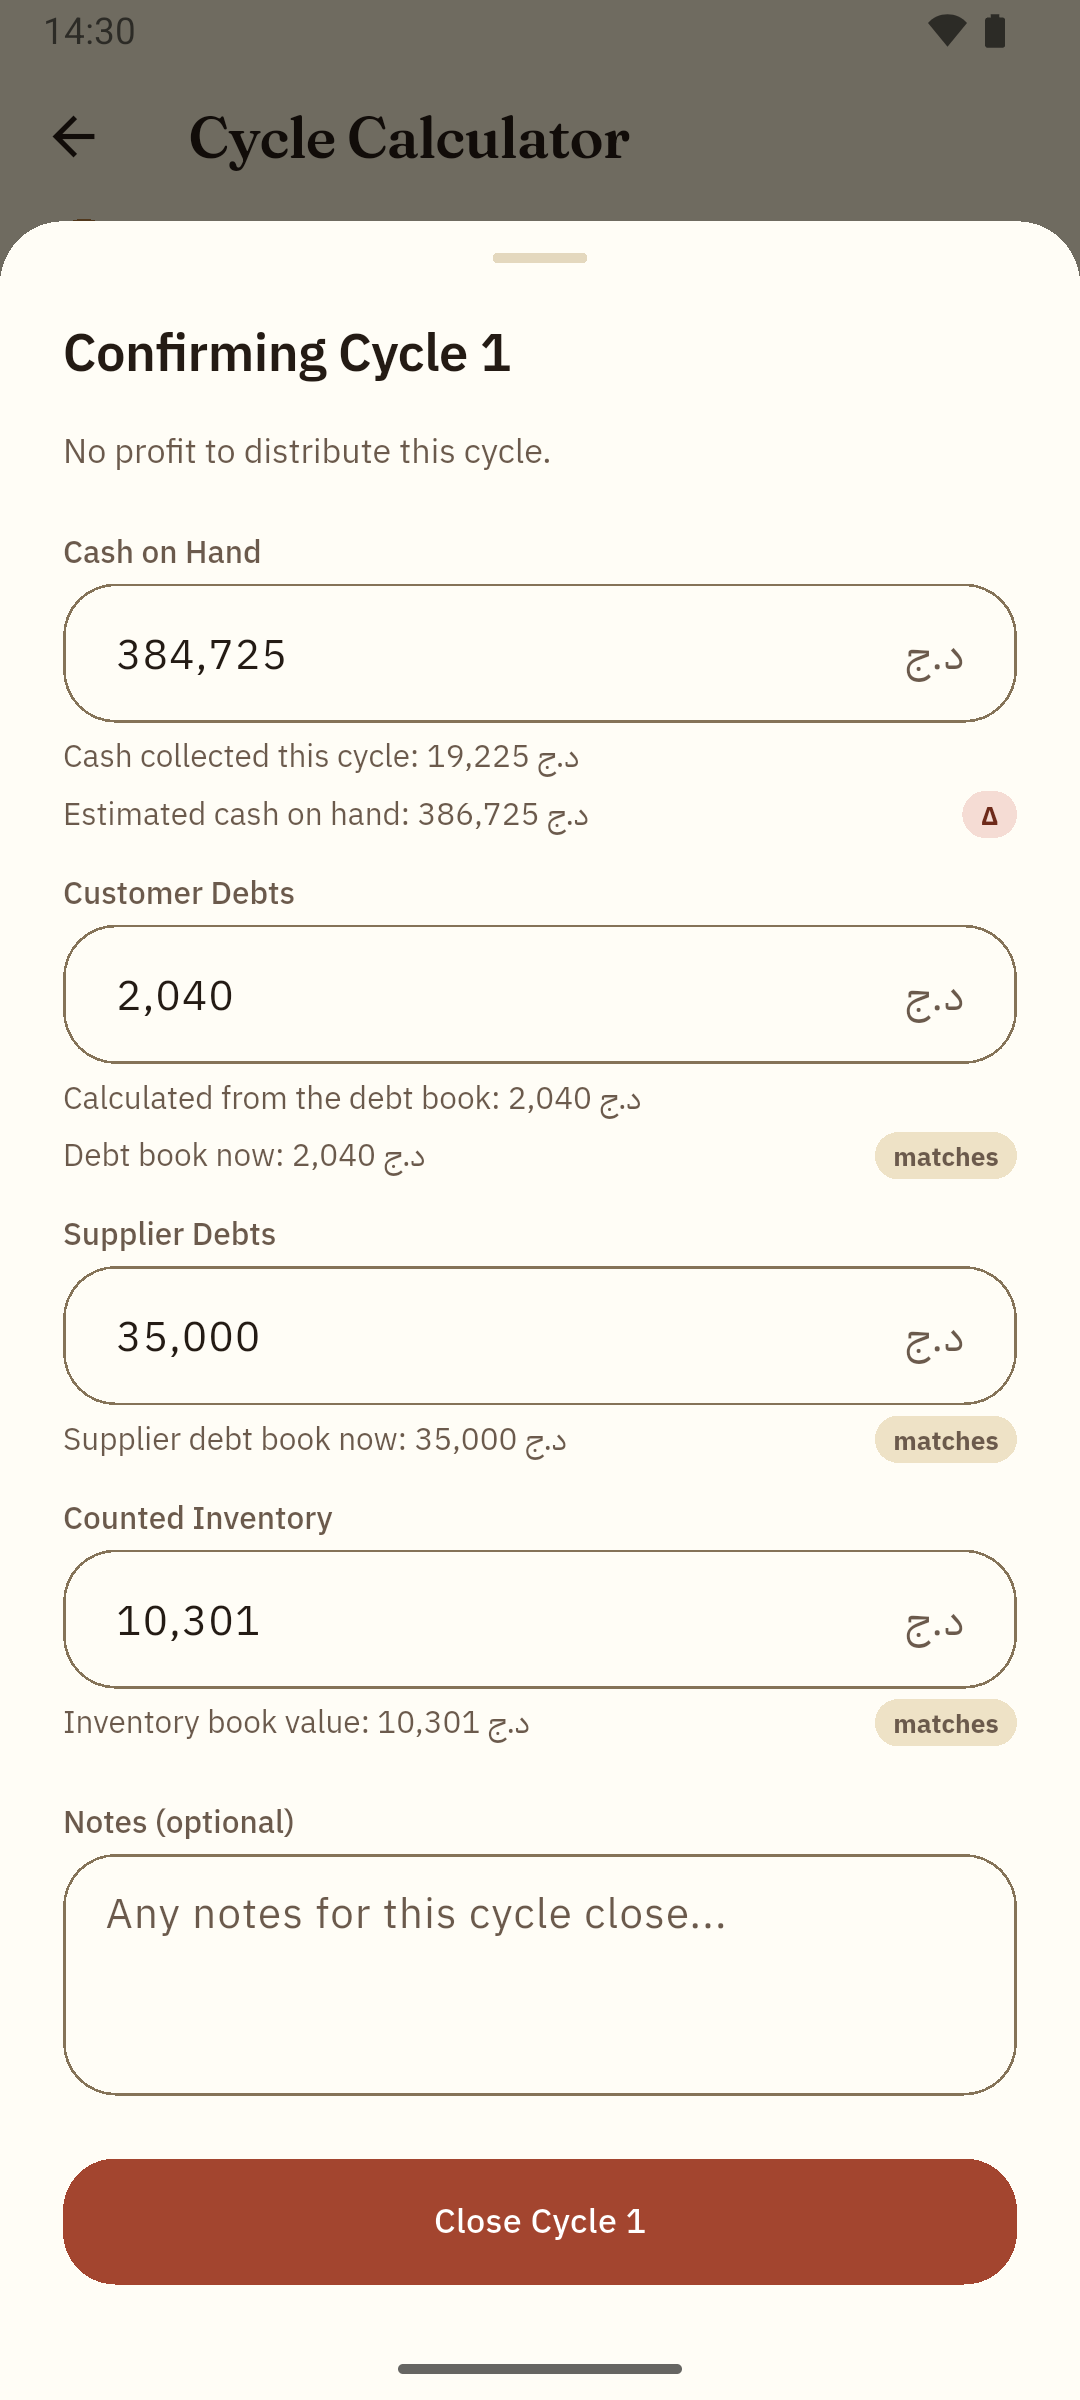 14:30
Cycle Calculator
Confirming Cycle 1
No profit to distribute this cycle.
Cash on Hand
384,725 د.ج
Cash collected this cycle: 19,225 د.ج
Estimated cash on hand: 386,725 د.ج Δ
Customer Debts
2,040 د.ج
Calculated from the debt book: 2,040 د.ج
Debt book now: 2,040 د.ج matches
Supplier Debts
35,000 د.ج
Supplier debt book now: 35,000 د.ج matches
Counted Inventory
10,301 د.ج
Inventory book value: 10,301 د.ج matches
Notes (optional)
Any notes for this cycle close...
Close Cycle 1